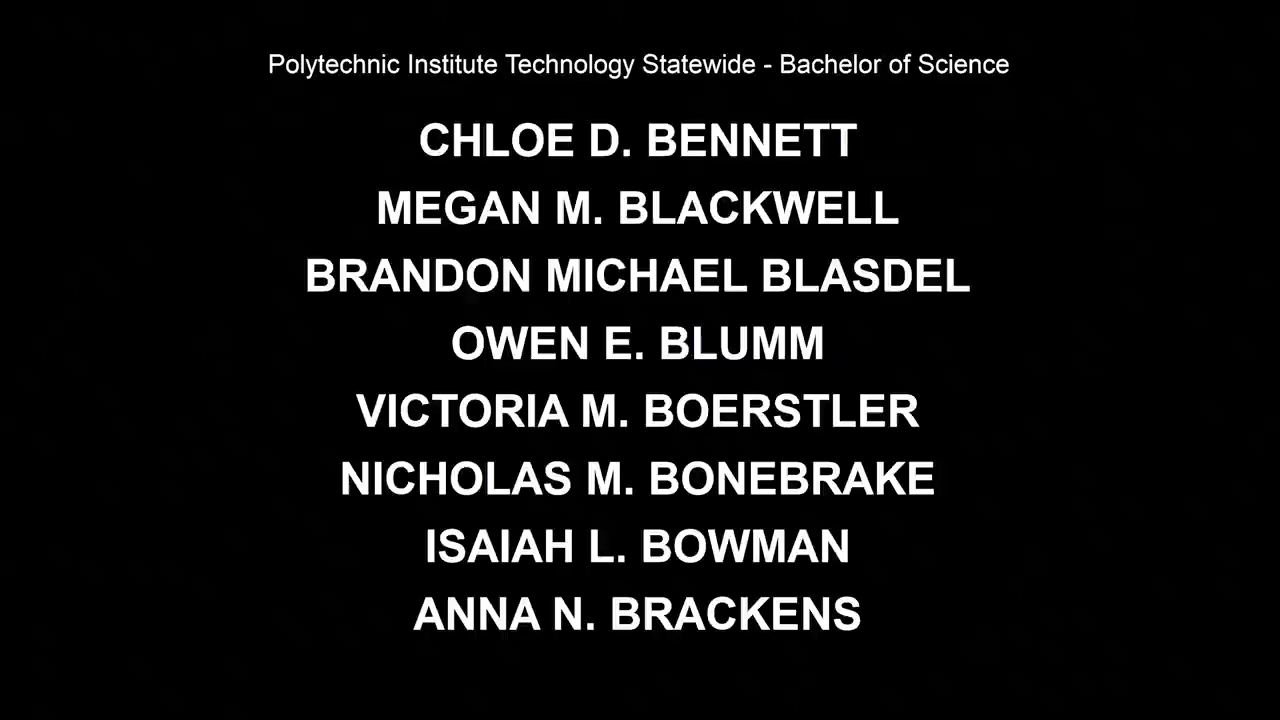 Polytechnic Institute Technology Statewide - Bachelor of Science
CHLOE D. BENNETT
MEGAN M. BLACKWELL
BRANDON MICHAEL BLASDEL
OWEN E. BLUMM
VICTORIA M. BOERSTLER
NICHOLAS M. BONEBRAKE
ISAIAH L. BOWMAN
ANNA N. BRACKENS